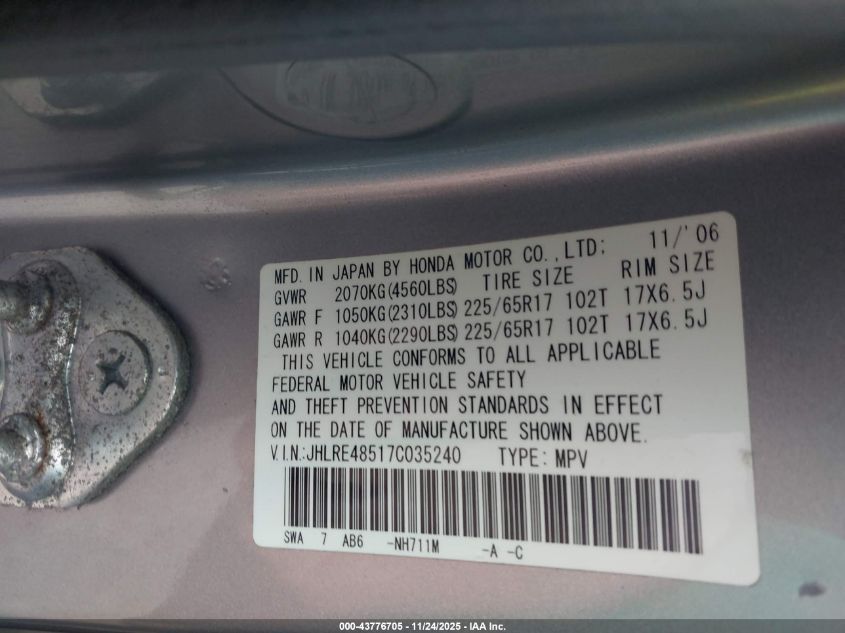 MFD. IN JAPAN BY HONDA MOTOR CO.,LTD; 11/'06
GVWR 2070KG(4560LBS) TIRE SIZE RIM SIZE
GAWR F 1050KG(2310LBS) 225/65R17 102T 17X6.5J
GAWR R 1040KG(2290LBS) 225/65R17 102T 17X6.5J
THIS VEHICLE CONFORMS TO ALL APPLICABLE
FEDERAL MOTOR VEHICLE SAFETY
AND THEFT PREVENTION STANDARDS IN EFFECT
ON THE DATE OF MANUFACTURE SHOWN ABOVE.
V.I.N.:JHLRE48517C035240 TYPE: MPV
SWA 7 AB6 -NH711M -A -C
000-43776705 - 11/24/2025 - IAA Inc.